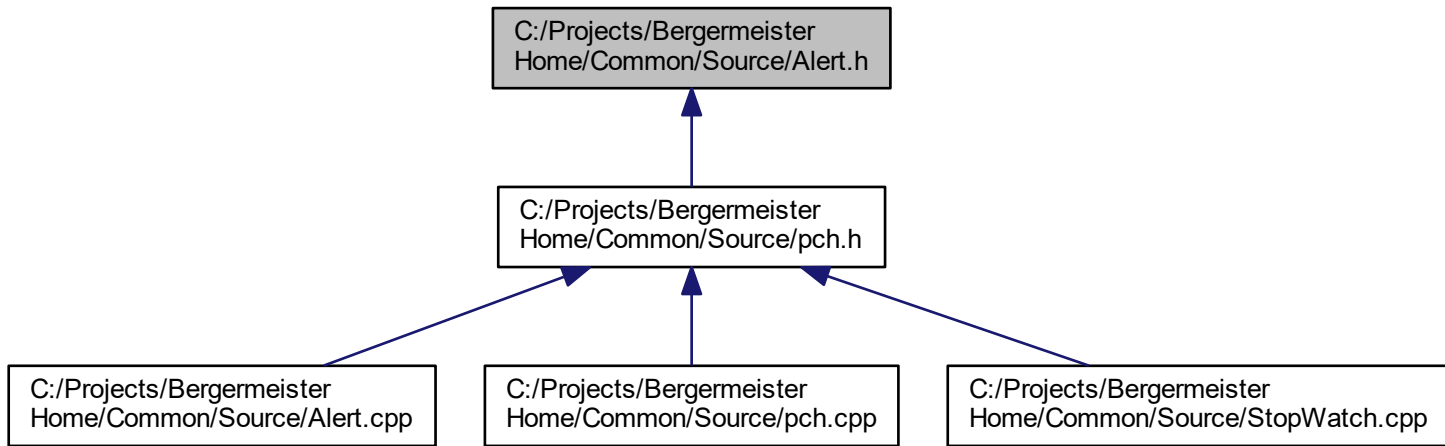 C:/Projects/Bergermeister
Home/Common/Source/Alert.h
C:/Projects/Bergermeister
Home/Common/Source/pch.h
C:/Projects/Bergermeister
Home/Common/Source/Alert.cpp
C:/Projects/Bergermeister
Home/Common/Source/pch.cpp
C:/Projects/Bergermeister
Home/Common/Source/StopWatch.cpp